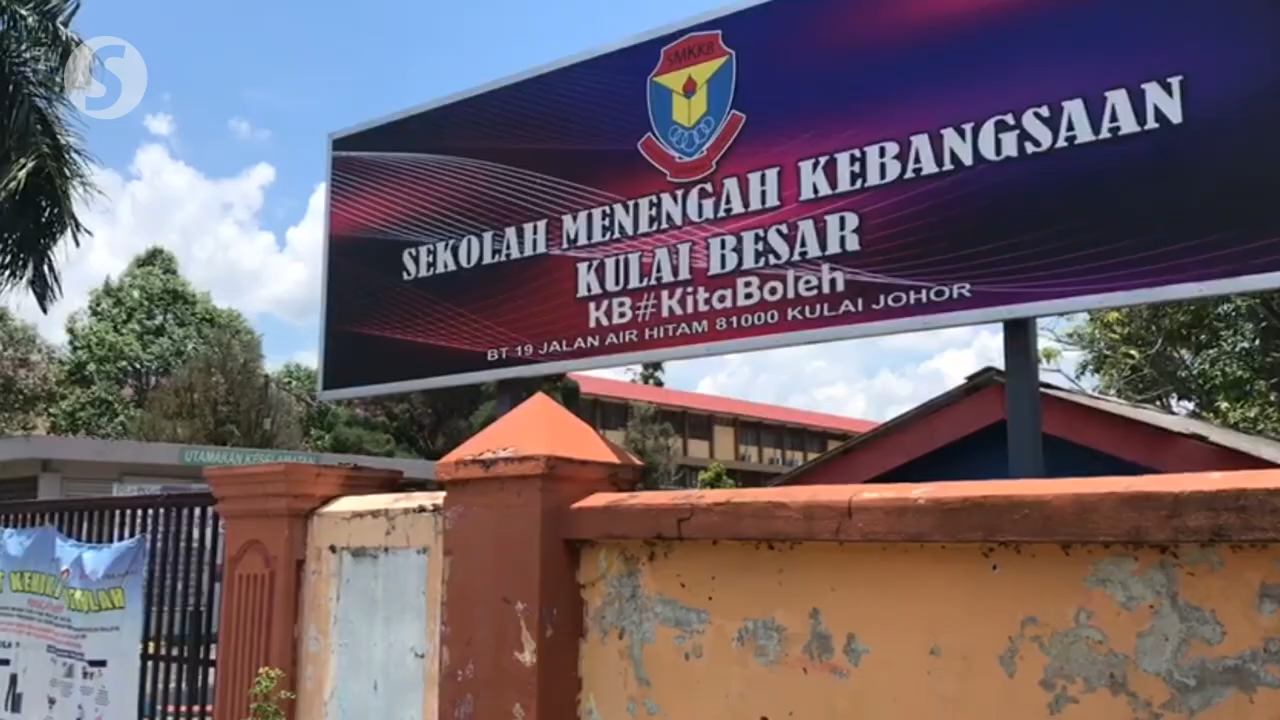 S
SMKKB
SEKOLAH MENENGAH KEBANGSAAN
KULAI BESAR
KB#KitaBoleh
BT 19 JALAN AIR HITAM 81000 KULAI JOHOR
UTAMAKAN KESELAMATAN